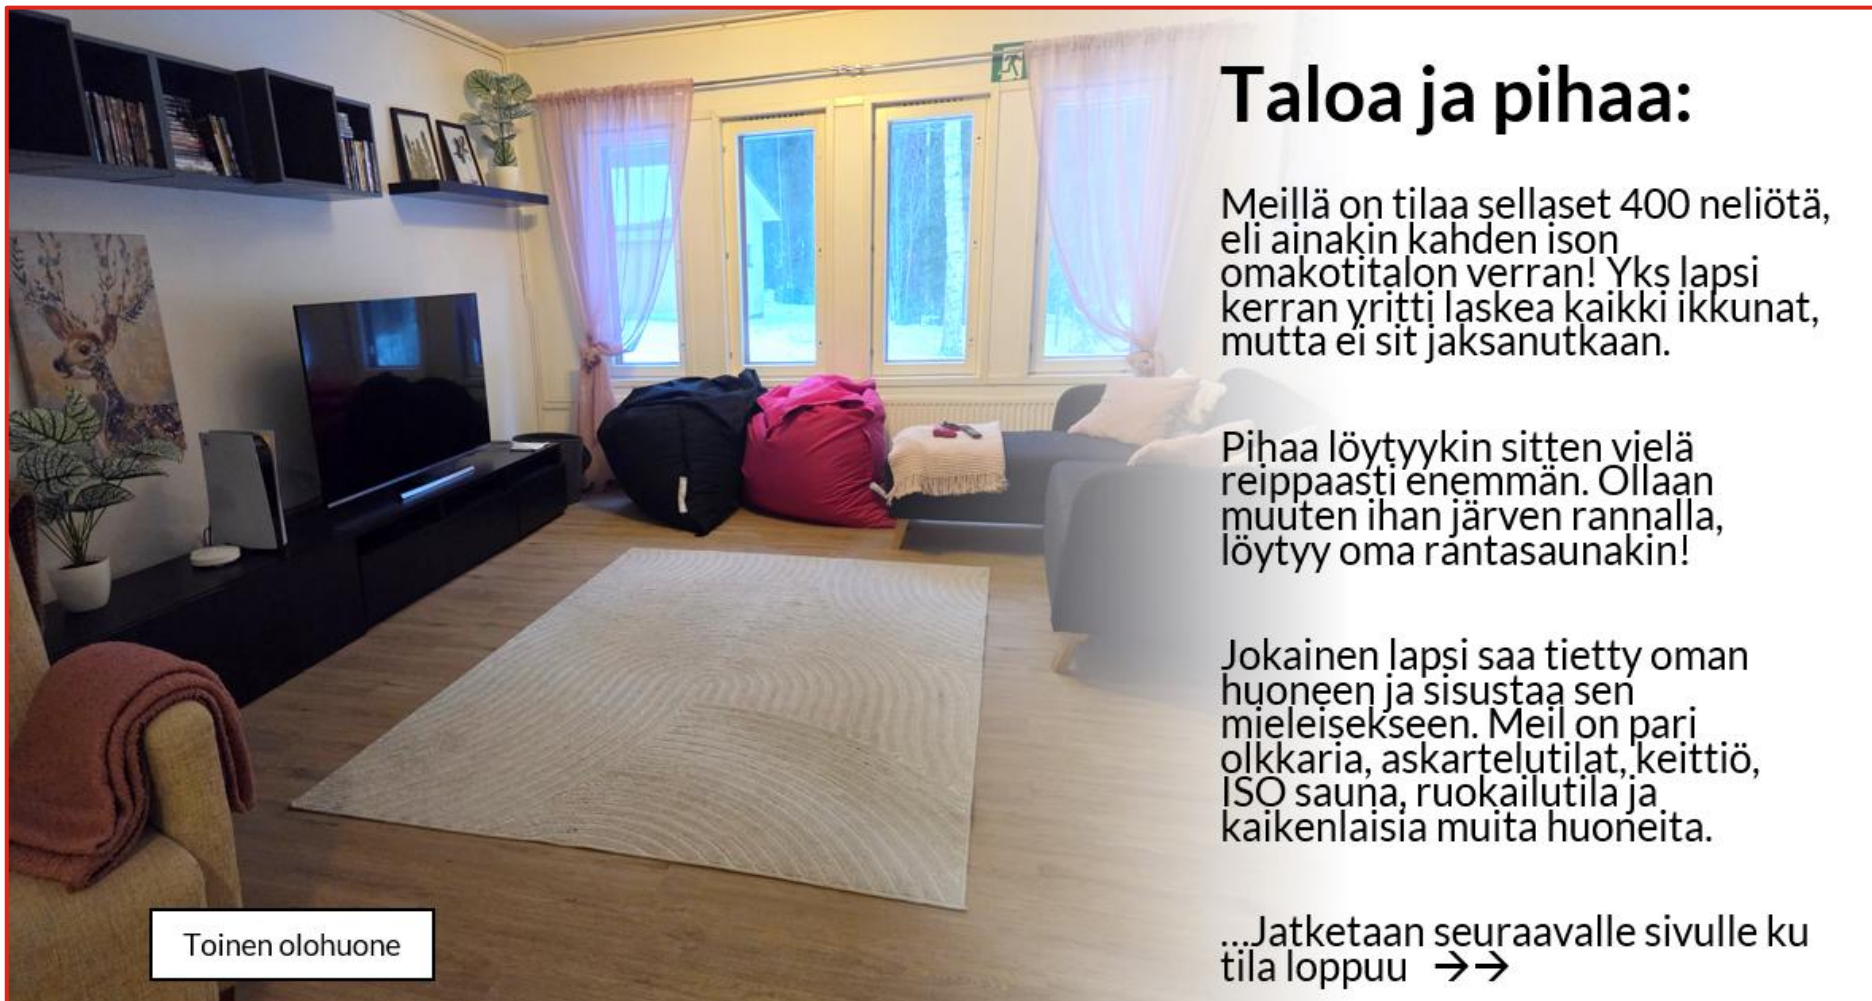 Taloa ja pihaa:
Meillä on tilaa sellaset 400 neliötä,
eli ainakin kahden ison
omakotitalon verran! Yks lapsi
kerran yritti laskea kaikki ikkunat,
mutta ei sit jaksanutkaan.
Pihaa löytyykin sitten vielä
reippaasti enemmän. Ollaan
muuten ihan järven rannalla,
löytyy oma rantasaunakin!
Jokainen lapsi saa tietty oman
huoneen ja sisustaa sen
mieleisekseen. Meil on pari
olkkaria, askartelutilat, keittiö,
ISO sauna, ruokailutila ja
kaikenlaisia muita huoneita.
...Jatketaan seuraavalle sivulle ku
tila loppuu →→
Toinen olohuone